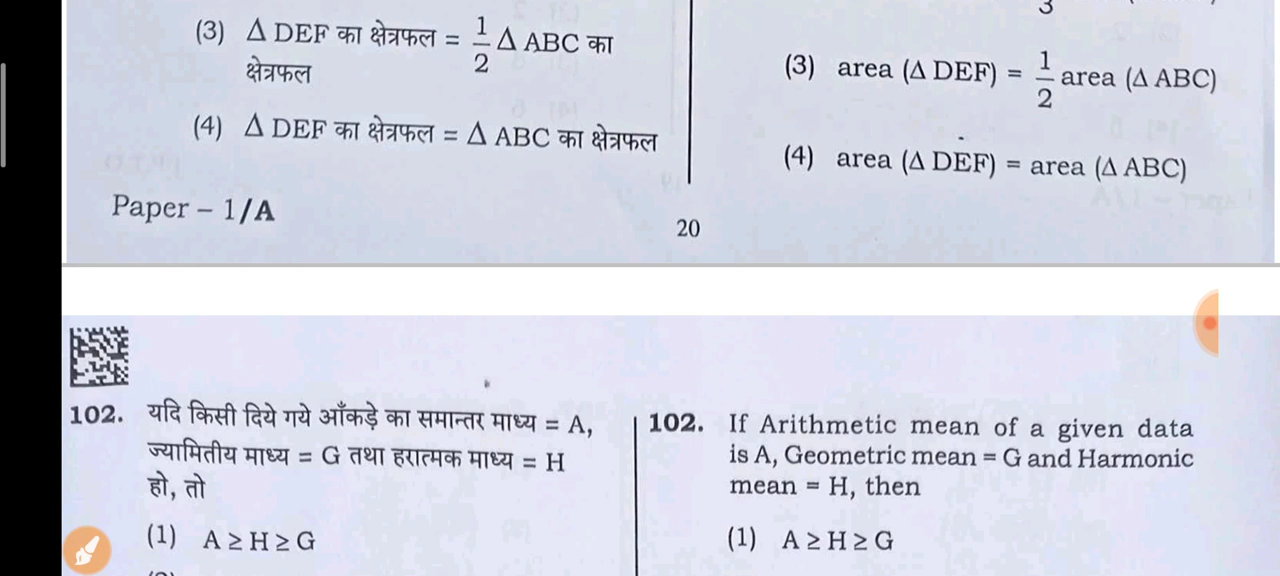 (3) Δ DEF का क्षेत्रफल = 1/2 Δ ABC का
क्षेत्रफल
(4) Δ DEF का क्षेत्रफल = Δ ABC का क्षेत्रफल
Paper – 1/A
3
(3) area (Δ DEF) = 1/2 area (Δ ABC)
(4) area (Δ DEF) = area (Δ ABC)
20
102. यदि किसी दिये गये आँकड़े का समान्तर माध्य = A,
ज्यामितीय माध्य = G तथा हरात्मक माध्य = H
हो, तो
(1) A ≥ H ≥ G
102. If Arithmetic mean of a given data
is A, Geometric mean = G and Harmonic
mean = H, then
(1) A ≥ H ≥ G